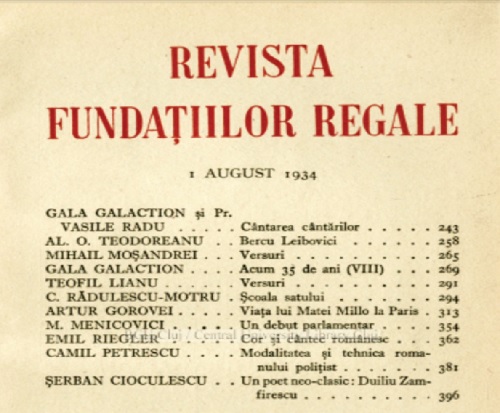 REVISTA
FUNDAȚIILOR REGALE
1 AUGUST 1934
GALA GALACTION și Pr.
VASILE RADU . . . . . Cântarea cântărilor . . . . . . 243
AL. O. TEODOREANU . . Bercu Leibovici . . . . . . . 258
MIHAIL MOȘANDREI . . . Versuri . . . . . . . . . . . 265
GALA GALACTION . . . . Acum 35 de ani (VIII) . . . . 269
TEOFIL LIANU . . . . . Versuri . . . . . . . . . . . 291
C. RĂDULESCU-MOTRU . Școala satului . . . . . . . . 294
ARTUR GOROVEI . . . . Viața lui Matei Millo la Paris . 313
M. MENICOVICI . . . . Un debut parlamentar . . . . 354
EMIL RIEGLER . . . . . Cor și cântec românesc . . . . 362
CAMIL PETRESCU . . . . Modalitatea și tehnica roma-
nului polițist . . . . . . . . 381
ȘERBAN CIOCULESCU . . Un poet neo-clasic: Duiliu Zam-
firescu . . . . . . . . . . . 396